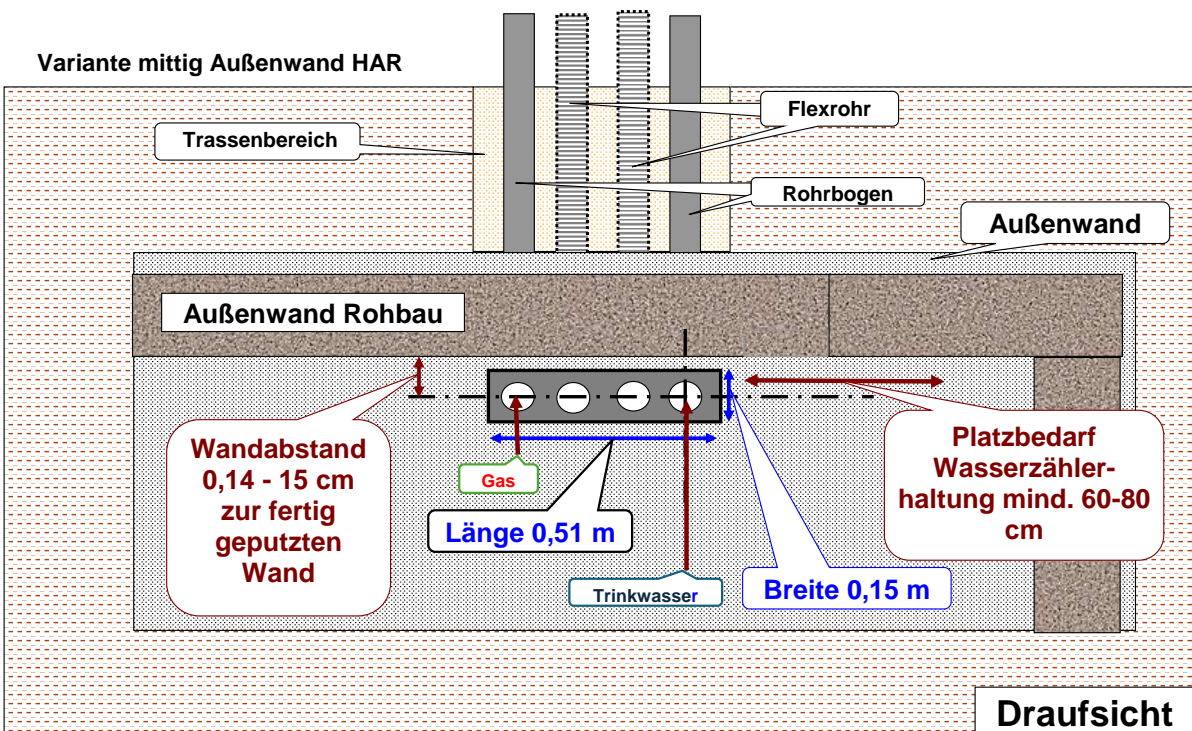 Variante mittig Außenwand HAR
Flexrohr
Trassenbereich
Rohrbogen
Außenwand
Außenwand Rohbau
Wandabstand
0,14 - 15 cm
zur fertig
geputzten
Wand
Gas
Länge 0,51 m
Trinkwasser
Breite 0,15 m
Platzbedarf
Wasserzähler-
haltung mind. 60-80
cm
Draufsicht